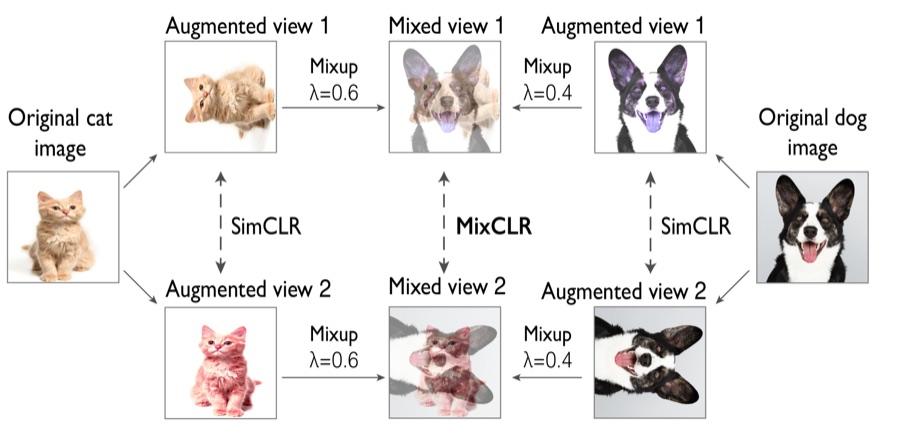 Augmented view 1
Mixed view 1
Augmented view 1
Mixup
λ=0.6
Mixup
λ=0.4
Original cat
image
Original dog
image
SimCLR
MixCLR
SimCLR
Augmented view 2
Mixed view 2
Augmented view 2
Mixup
λ=0.6
Mixup
λ=0.4